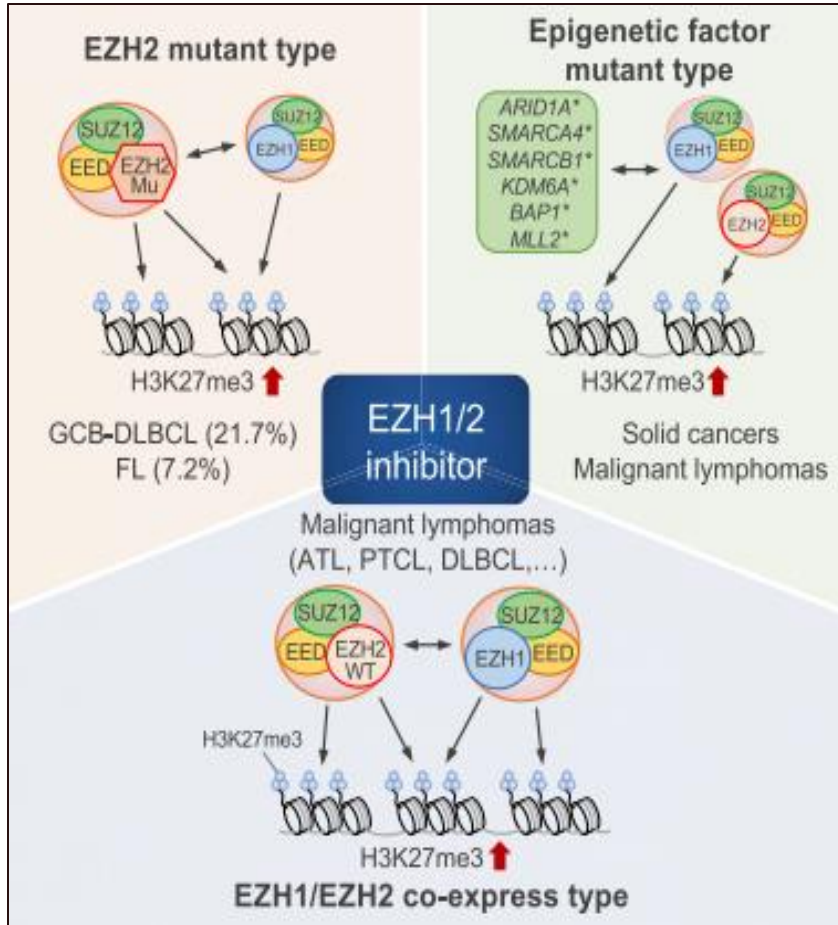 EZH2 mutant type
SUZ12
EED
EZH2
Mu
SUZ12
EZH1
EED
H3K27me3
GCB-DLBCL (21.7%)
FL (7.2%)
Epigenetic factor
mutant type
ARID1A*
SMARCA4*
SMARCB1*
KDM6A*
BAP1*
MLL2*
SUZ12
EZH1
EED
SUZ12
EZH2
EED
H3K27me3
Solid cancers
Malignant lymphomas
EZH1/2
inhibitor
Malignant lymphomas
(ATL, PTCL, DLBCL,...)
SUZ12
EED
EZH2
WT
SUZ12
EZH1
EED
H3K27me3
H3K27me3
EZH1/EZH2 co-express type